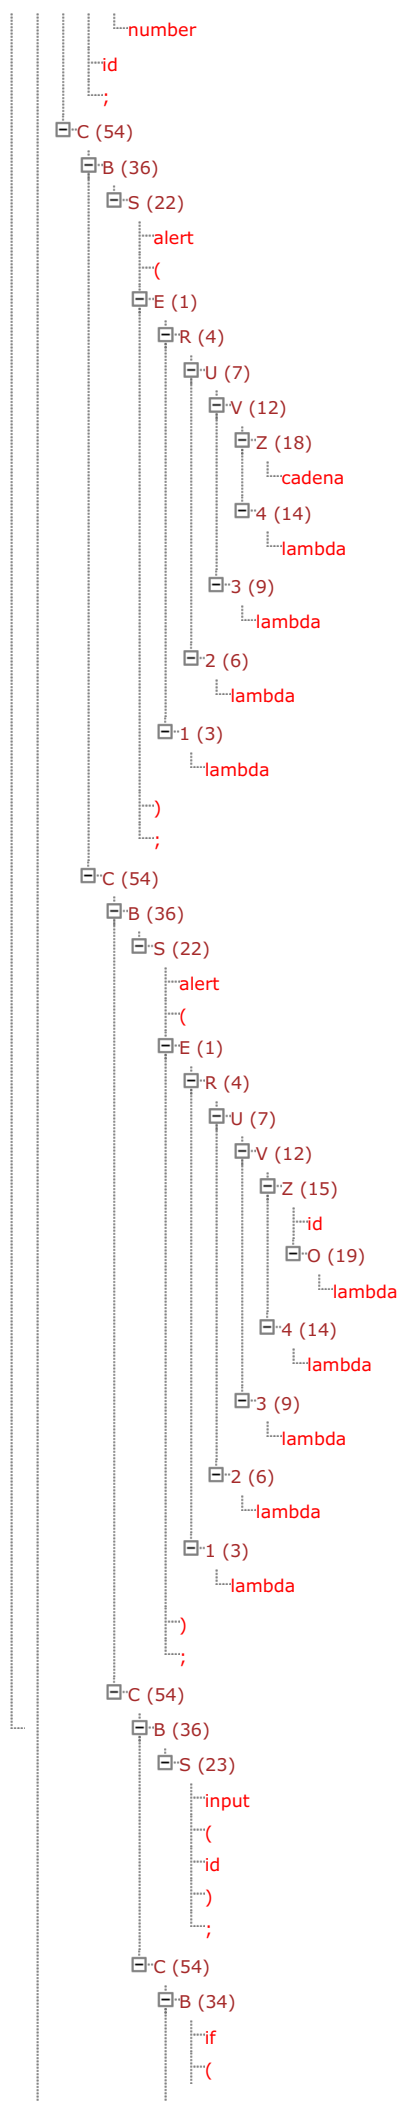 number
id
;
C (54)
B (36)
S (22)
alert
(
E (1)
R (4)
U (7)
V (12)
Z (18)
cadena
4 (14)
lambda
3 (9)
lambda
2 (6)
lambda
1 (3)
lambda
)
;
C (54)
B (36)
S (22)
alert
(
E (1)
R (4)
U (7)
V (12)
Z (15)
id
O (19)
lambda
4 (14)
lambda
3 (9)
lambda
2 (6)
lambda
1 (3)
lambda
)
;
C (54)
B (36)
S (23)
input
(
id
)
;
C (54)
B (34)
if
(